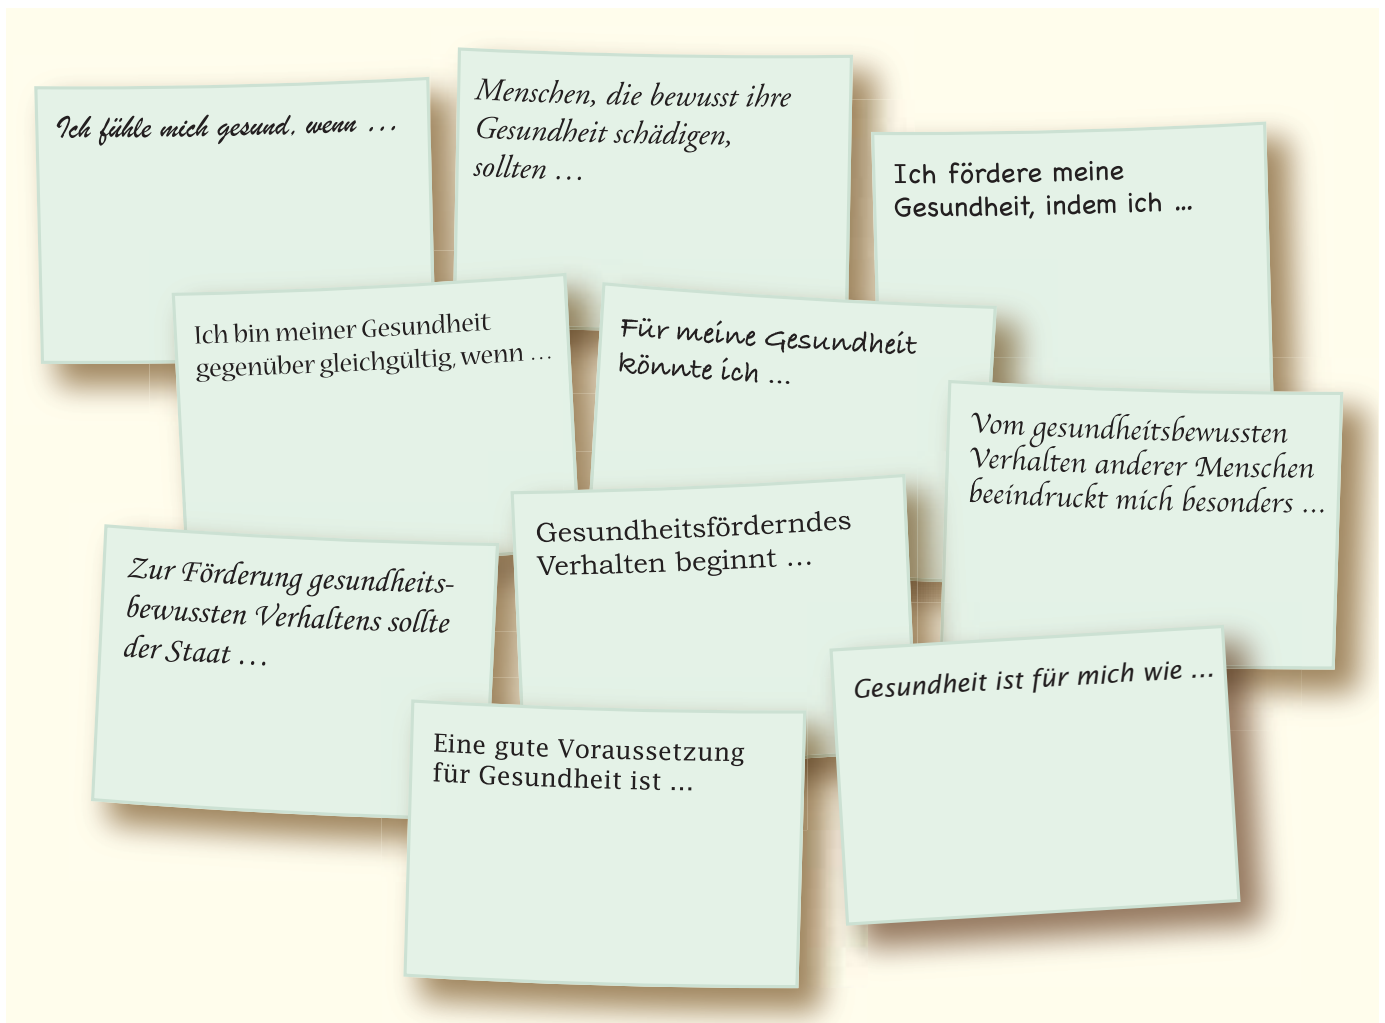 Ich fühle mich gesund, wenn …
Menschen, die bewusst ihre
Gesundheit schädigen,
sollten …
Ich fördere meine
Gesundheit, indem ich …
Ich bin meiner Gesundheit
gegenüber gleichgültig, wenn …
Für meine Gesundheit
könnte ich …
Vom gesundheitsbewussten
Verhalten anderer Menschen
beeindruckt mich besonders …
Gesundheitsförderndes
Verhalten beginnt …
Zur Förderung gesundheits-
bewussten Verhaltens sollte
der Staat …
Gesundheit ist für mich wie …
Eine gute Voraussetzung
für Gesundheit ist …